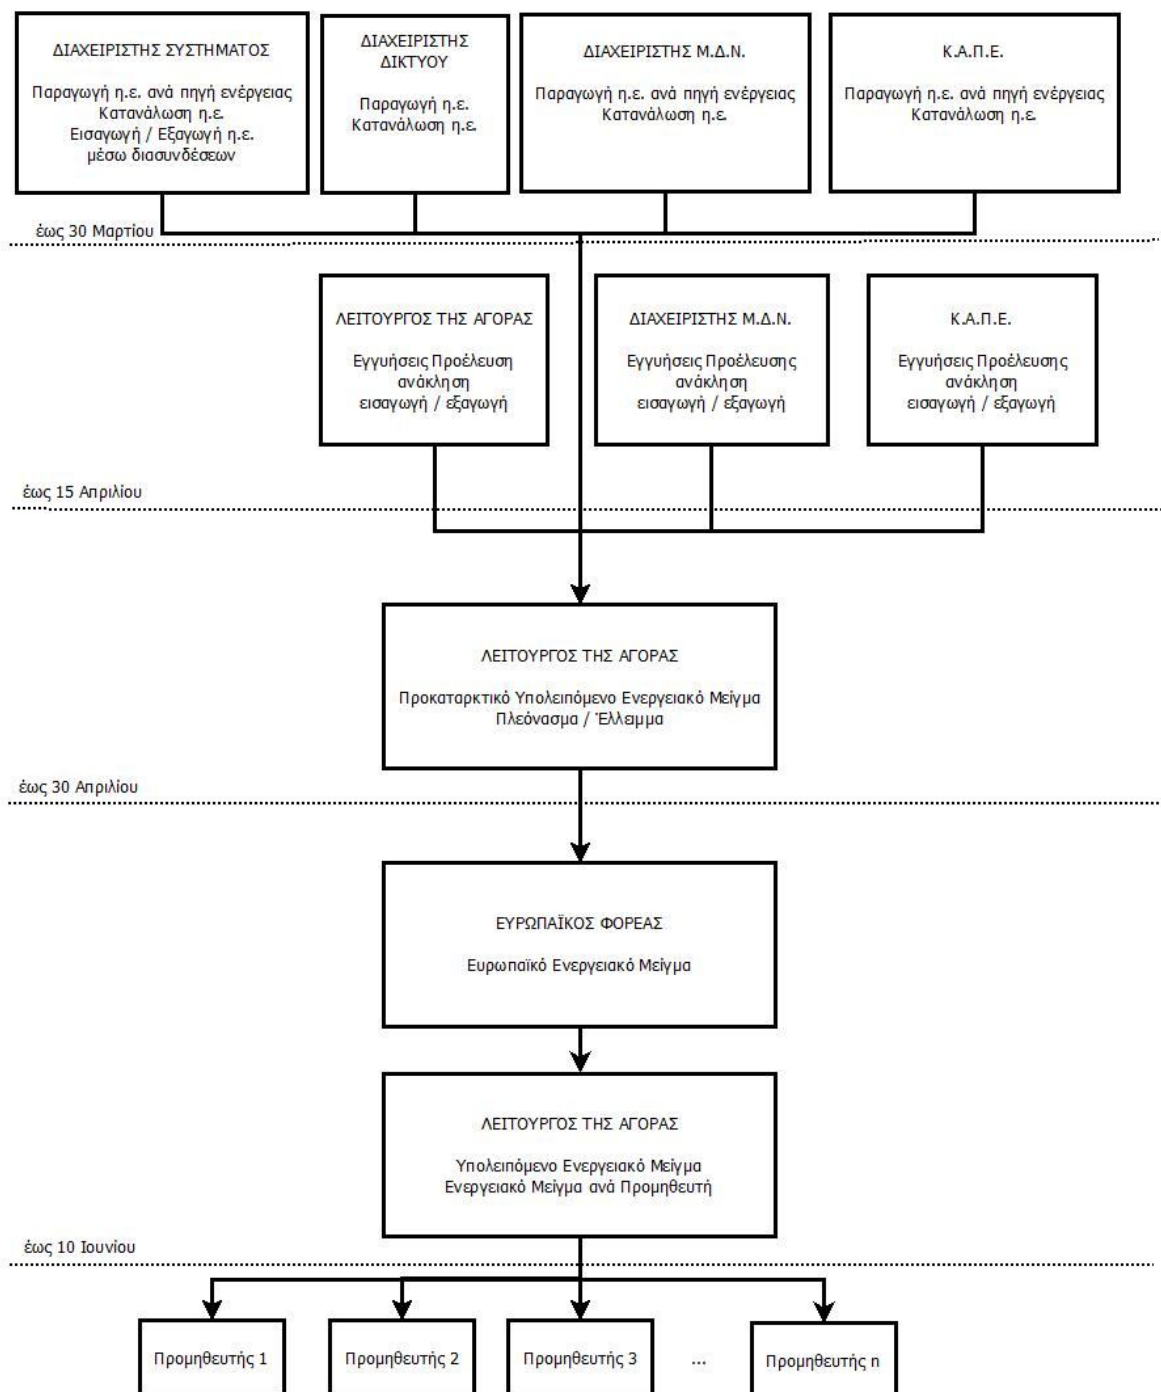 ΔΙΑΧΕΙΡΙΣΤΗΣ ΣΥΣΤΗΜΑΤΟΣ
Παραγωγή η.ε. ανά πηγή ενέργειας
Κατανάλωση η.ε.
Εισαγωγή / Εξαγωγή η.ε.
μέσω διασυνδέσεων
ΔΙΑΧΕΙΡΙΣΤΗΣ
ΔΙΚΤΥΟΥ
Παραγωγή η.ε.
Κατανάλωση η.ε.
ΔΙΑΧΕΙΡΙΣΤΗΣ Μ.Δ.Ν.
Παραγωγή η.ε. ανά πηγή ενέργειας
Κατανάλωση η.ε.
Κ.Α.Π.Ε.
Παραγωγή η.ε. ανά πηγή ενέργειας
Κατανάλωση η.ε.
έως 30 Μαρτίου
ΛΕΙΤΟΥΡΓΟΣ ΤΗΣ ΑΓΟΡΑΣ
Εγγυήσεις Προέλευση
ανάκληση
εισαγωγή / εξαγωγή
ΔΙΑΧΕΙΡΙΣΤΗΣ Μ.Δ.Ν.
Εγγυήσεις Προέλευσης
ανάκληση
εισαγωγή / εξαγωγή
Κ.Α.Π.Ε.
Εγγυήσεις Προέλευσης
ανάκληση
εισαγωγή / εξαγωγή
έως 15 Απριλίου
ΛΕΙΤΟΥΡΓΟΣ ΤΗΣ ΑΓΟΡΑΣ
Προκαταρκτικό Υπολειπόμενο Ενεργειακό Μείγμα
Πλεόνασμα / Έλλειμμα
έως 30 Απριλίου
ΕΥΡΩΠΑΪΚΟΣ ΦΟΡΕΑΣ
Ευρωπαϊκό Ενεργειακό Μείγμα
ΛΕΙΤΟΥΡΓΟΣ ΤΗΣ ΑΓΟΡΑΣ
Υπολειπόμενο Ενεργειακό Μείγμα
Ενεργειακό Μείγμα ανά Προμηθευτή
έως 10 Ιουνίου
Προμηθευτής 1
Προμηθευτής 2
Προμηθευτής 3
...
Προμηθευτής n